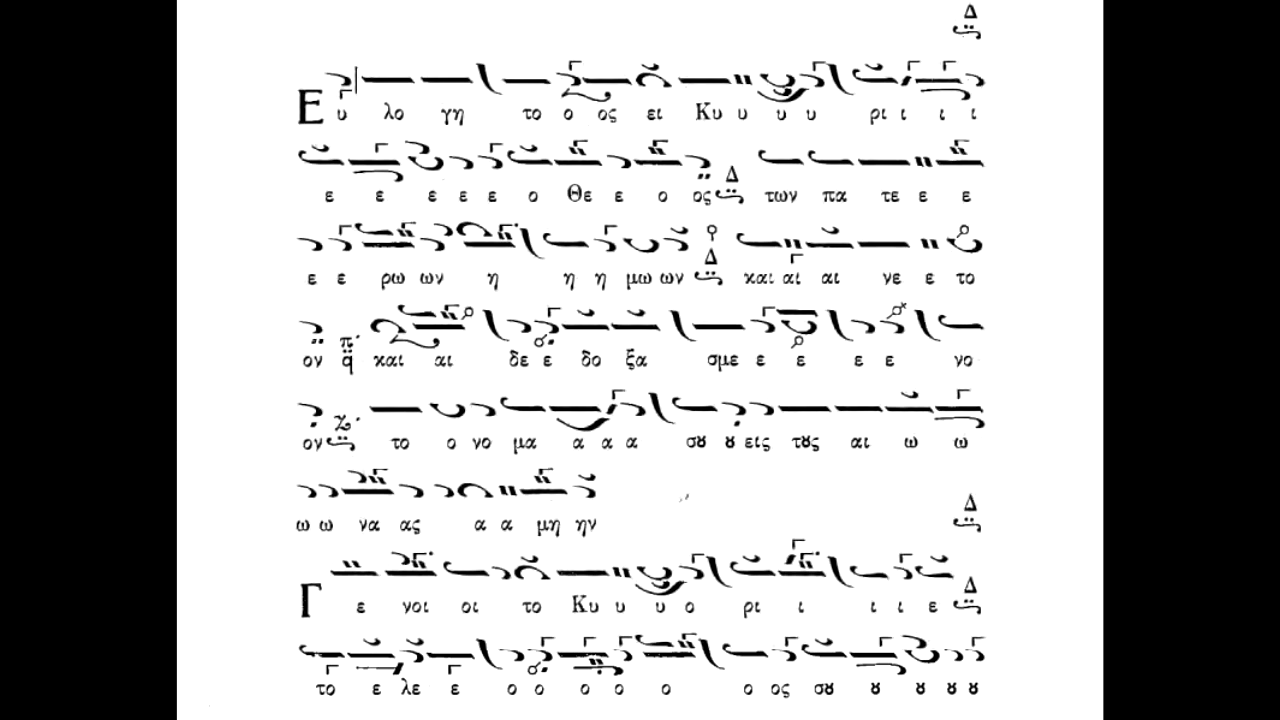 Δ
Ευ λο γη το ο ος ει Κυ υ υ υ ρι ι ι ι
ε ε ε ε ε ο Θε ε ο ος Δ των πα τε ε ε
ε ε ρω ων η η η μω ων Δ και αι αι νε ε το
ον π q και αι δε ε δο ξα σμε ε ε ε ε νο
ον το ο νο μα α α α σȣ ȣ εις τȣς αι ω ω
ω ω να ας α α μη ην Δ
Γε νοι οι το Κυ υ υ ο ρι ι ι ι ε Δ
το ε λε ε ο ο ο ο ο ο ος σȣ ȣ ȣ ȣ ȣ